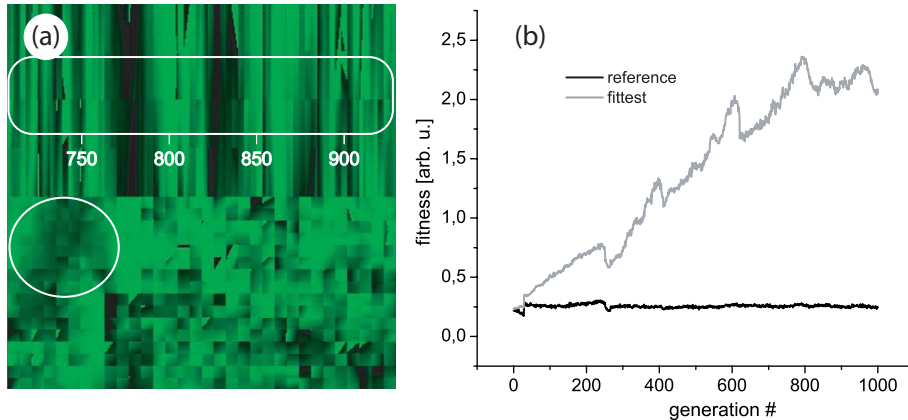 (a)
750 800 850 900
(b)
2,5
2,0
1,5
1,0
0,5
0,0
fitness [arb. u.]
reference
fittest
0 200 400 600 800 1000
generation #